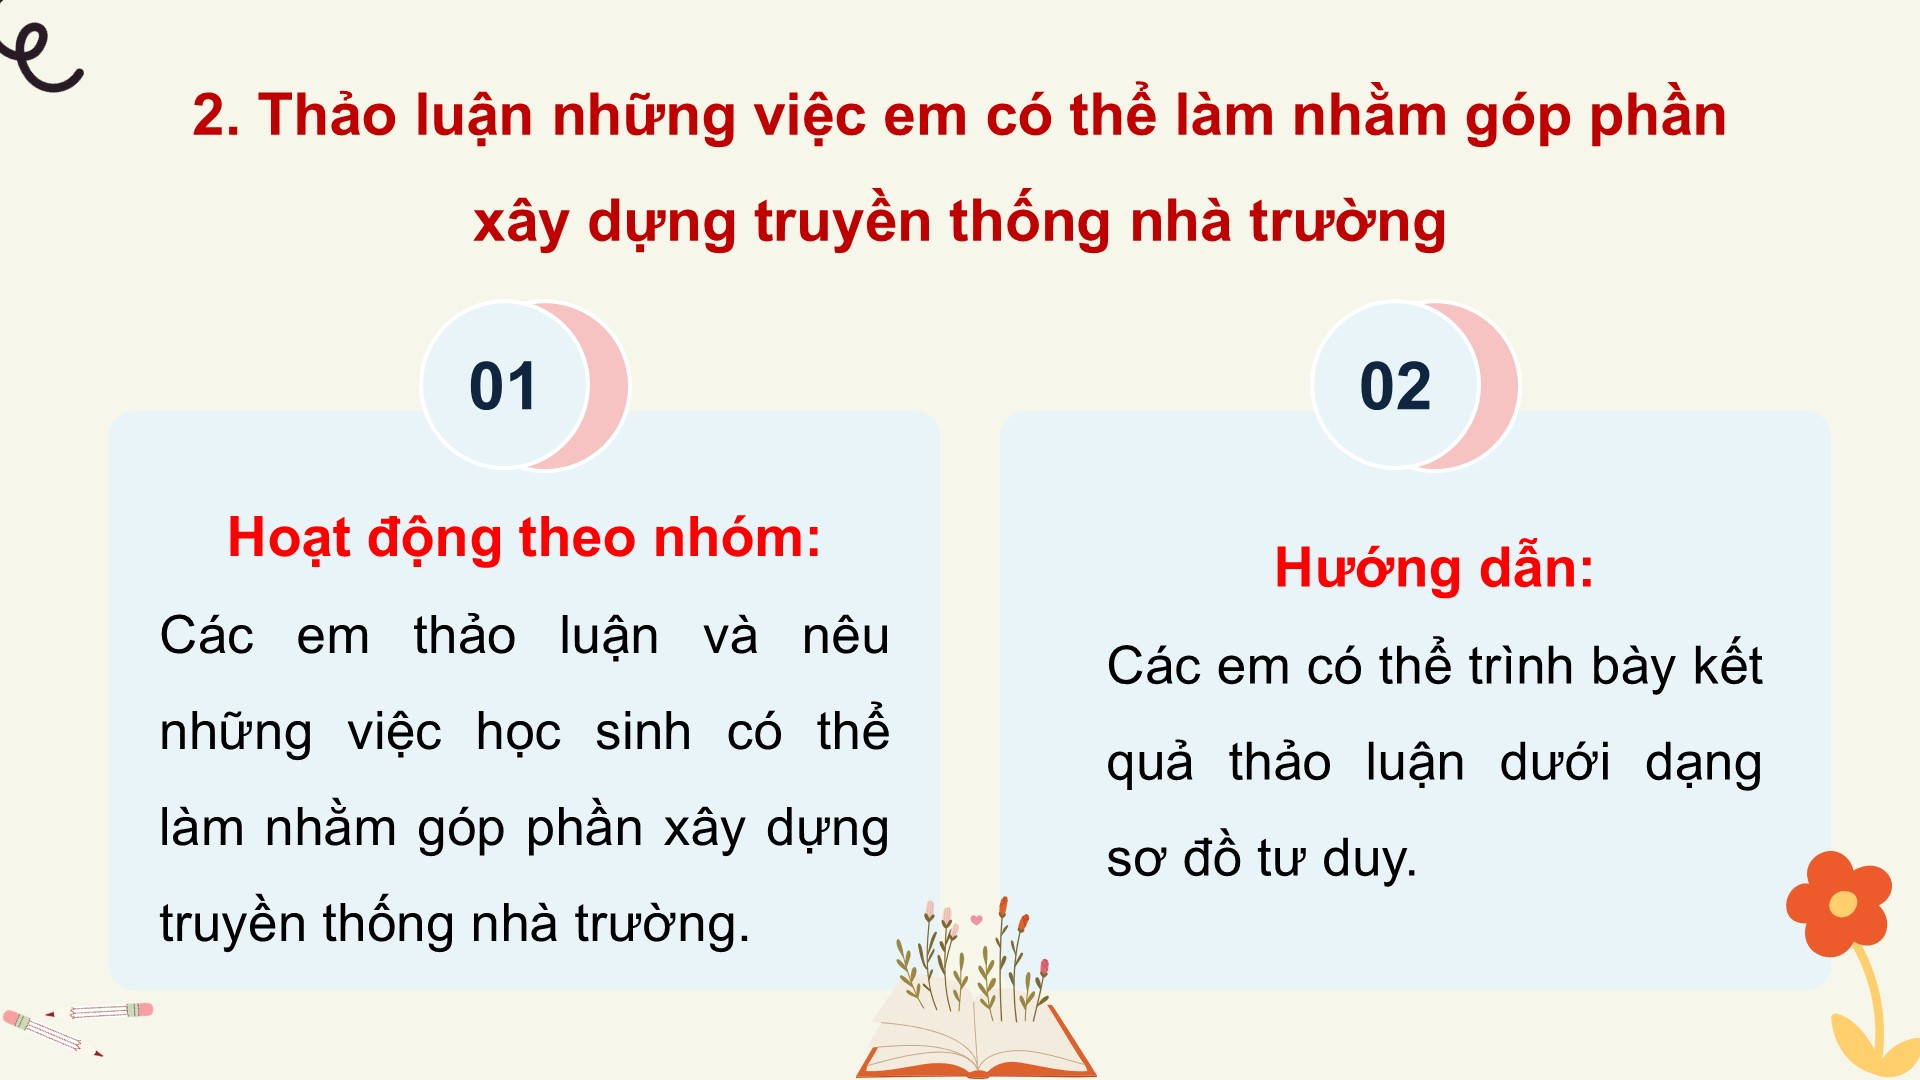 2. Thảo luận những việc em có thể làm nhằm góp phần
xây dựng truyền thống nhà trường
01
Hoạt động theo nhóm:
Các em thảo luận và nêu
những việc học sinh có thể
làm nhằm góp phần xây dựng
truyền thống nhà trường.
02
Hướng dẫn:
Các em có thể trình bày kết
quả thảo luận dưới dạng
sơ đồ tư duy.